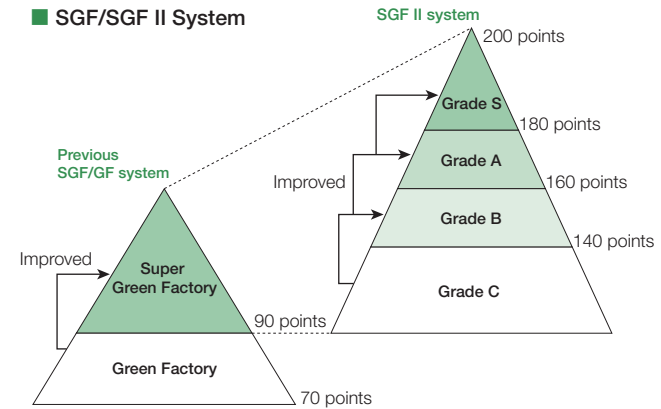 SGF/SGF II System
SGF II system
200 points
Grade S
180 points
Previous
SGF/GF system
Grade A
Improved
160 points
Grade B
140 points
Improved
Super
Green Factory
Grade C
90 points
Green Factory
70 points